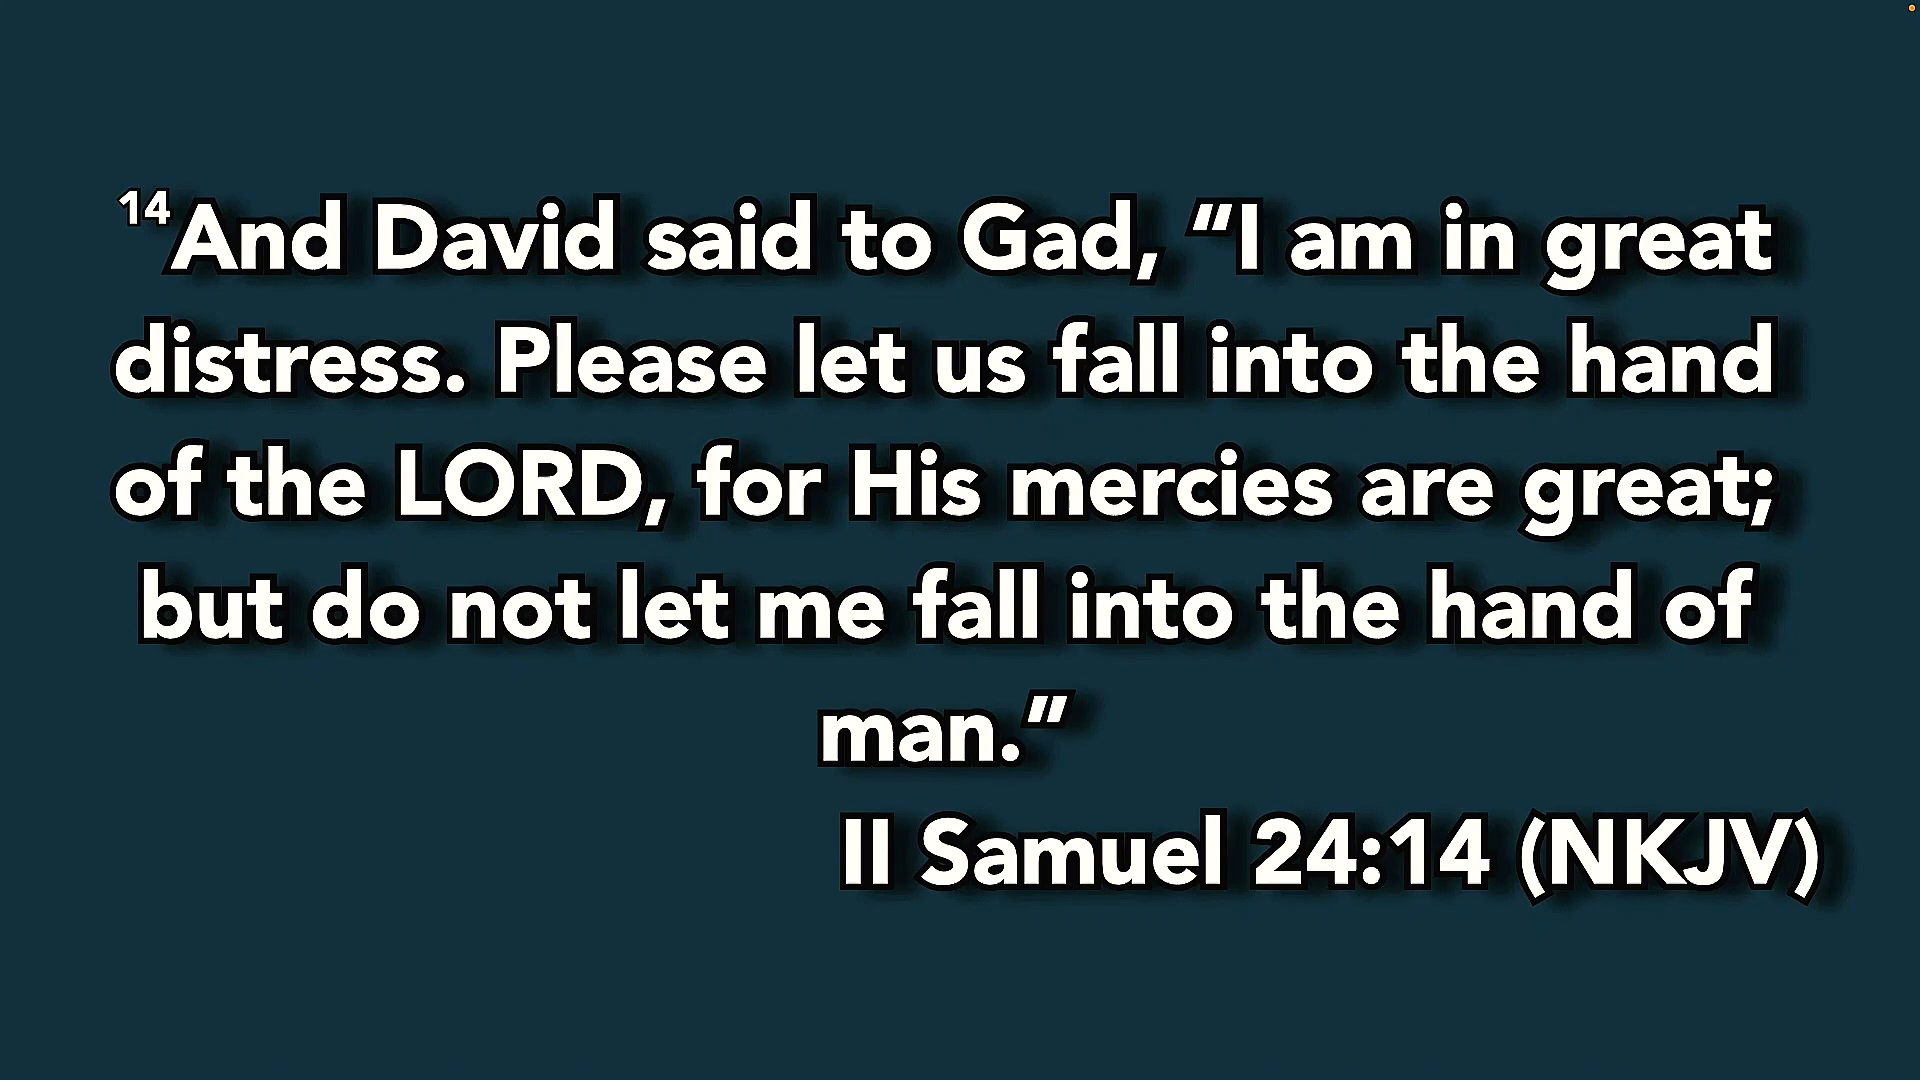 14And David said to Gad, “I am in great
distress. Please let us fall into the hand
of the LORD, for His mercies are great;
but do not let me fall into the hand of
man.”
II Samuel 24:14 (NKJV)